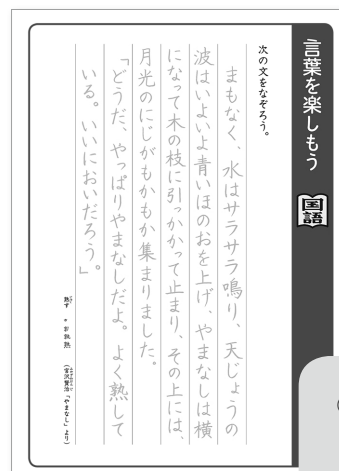 言葉を楽しもう 国語
次の文をなぞろう。
まもなく、水はサラサラ鳴り、天じょうの
波はいよいよ青いほのおを上げ、やまなしは横
になって木の枝に引っかかって止まり、その上には、
月光のにじがもかもか集まりました。
「どうだ、やっぱりやまなしだよ。よく熟して
いる。いいにおいだろう。」
(宮沢賢治「やまなし」より)